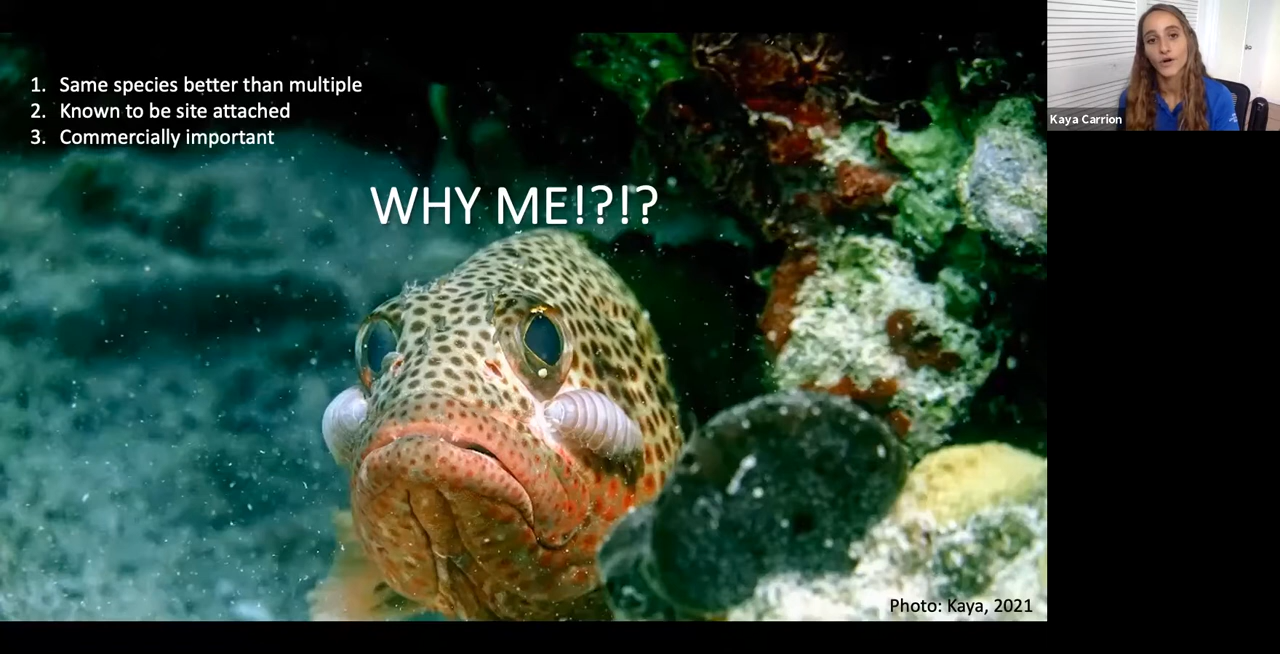 1. Same species better than multiple
2. Known to be site attached
3. Commercially important
WHY ME!?!?
Photo: Kaya, 2021
Kaya Carrion